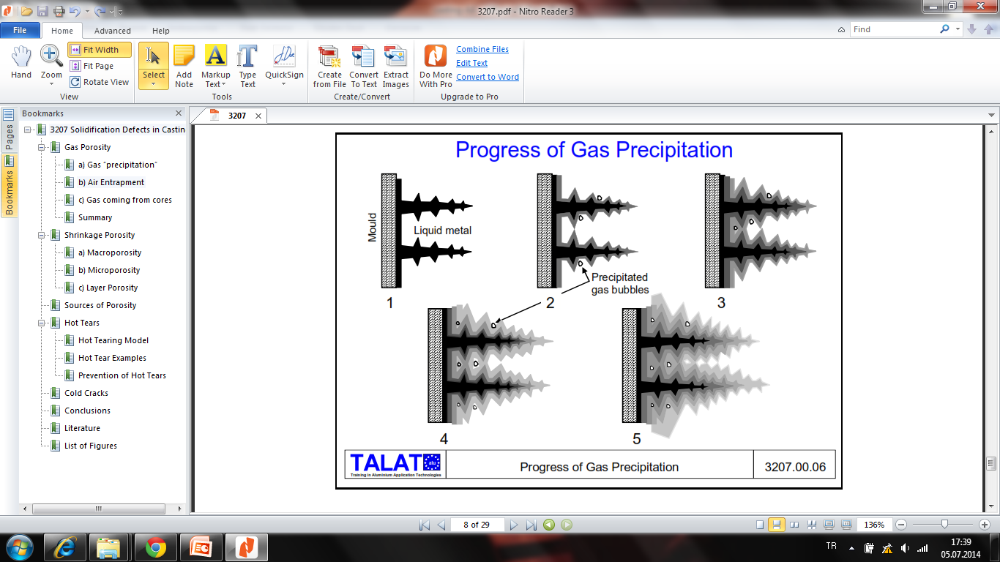 3207.pdf - Nitro Reader 3
File Home Advanced Help
Find
Hand
Zoom
Fit Width
Fit Page
Rotate View
View
Select
Add Note
Markup Text
Type Text
QuickSign
Tools
Create from File
Convert To Text
Extract Images
Create/Convert
Do More With Pro
Combine Files
Edit Text
Convert to Word
Upgrade to Pro
Pages
Bookmarks
Bookmarks
3207 Solidification Defects in Castin
Gas Porosity
a) Gas "precipitation"
b) Air Entrapment
c) Gas coming from cores
Summary
Shrinkage Porosity
a) Macroporosity
b) Microporosity
c) Layer Porosity
Sources of Porosity
Hot Tears
Hot Tearing Model
Hot Tear Examples
Prevention of Hot Tears
Cold Cracks
Conclusions
Literature
List of Figures
3207
Progress of Gas Precipitation
Mould
Liquid metal
Precipitated
gas bubbles
1
2
3
4
5
TALAT
alu
Training in Aluminium Application Technologies
Progress of Gas Precipitation
3207.00.06
8 of 29
136%
TR
17:39
05.07.2014